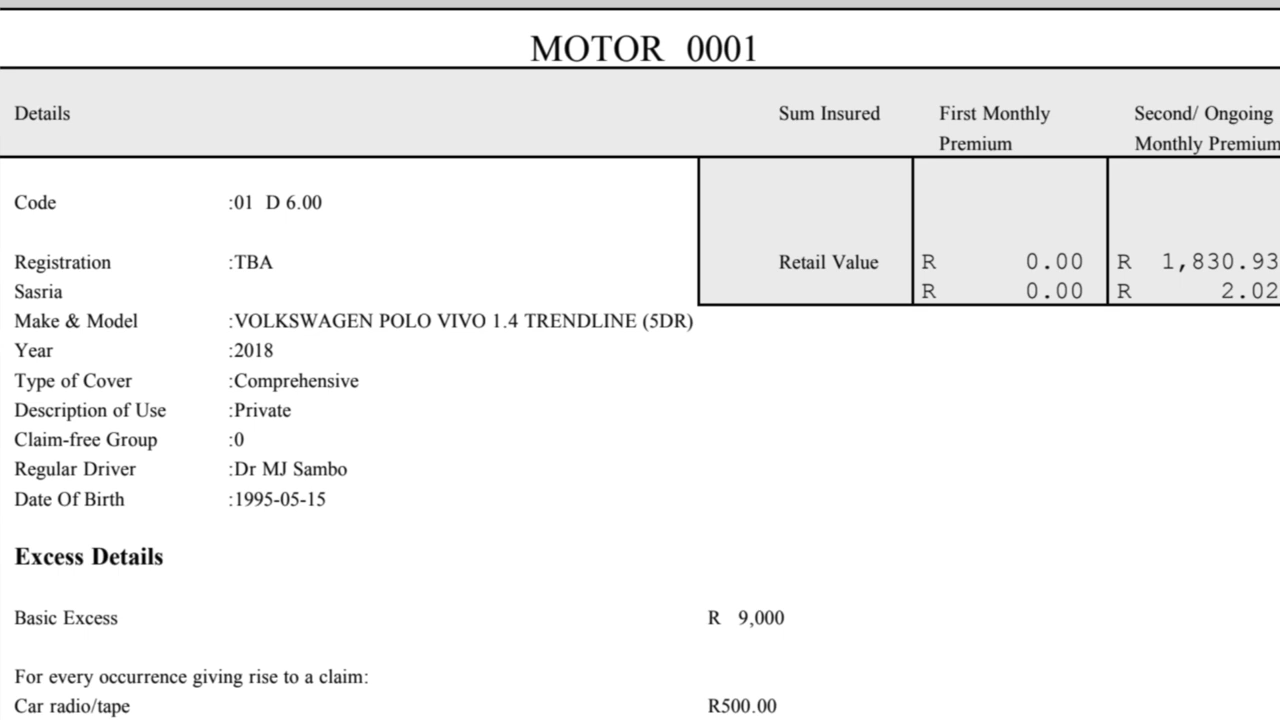 MOTOR 0001
Details Sum Insured First Monthly Premium Second/ Ongoing Monthly Premium
Code :01 D 6.00
Registration :TBA Retail Value R 0.00 R 1,830.93
Sasria R 0.00 R 2.02
Make & Model :VOLKSWAGEN POLO VIVO 1.4 TRENDLINE (5DR)
Year :2018
Type of Cover :Comprehensive
Description of Use :Private
Claim-free Group :0
Regular Driver :Dr MJ Sambo
Date Of Birth :1995-05-15
Excess Details
Basic Excess R 9,000
For every occurrence giving rise to a claim:
Car radio/tape R500.00